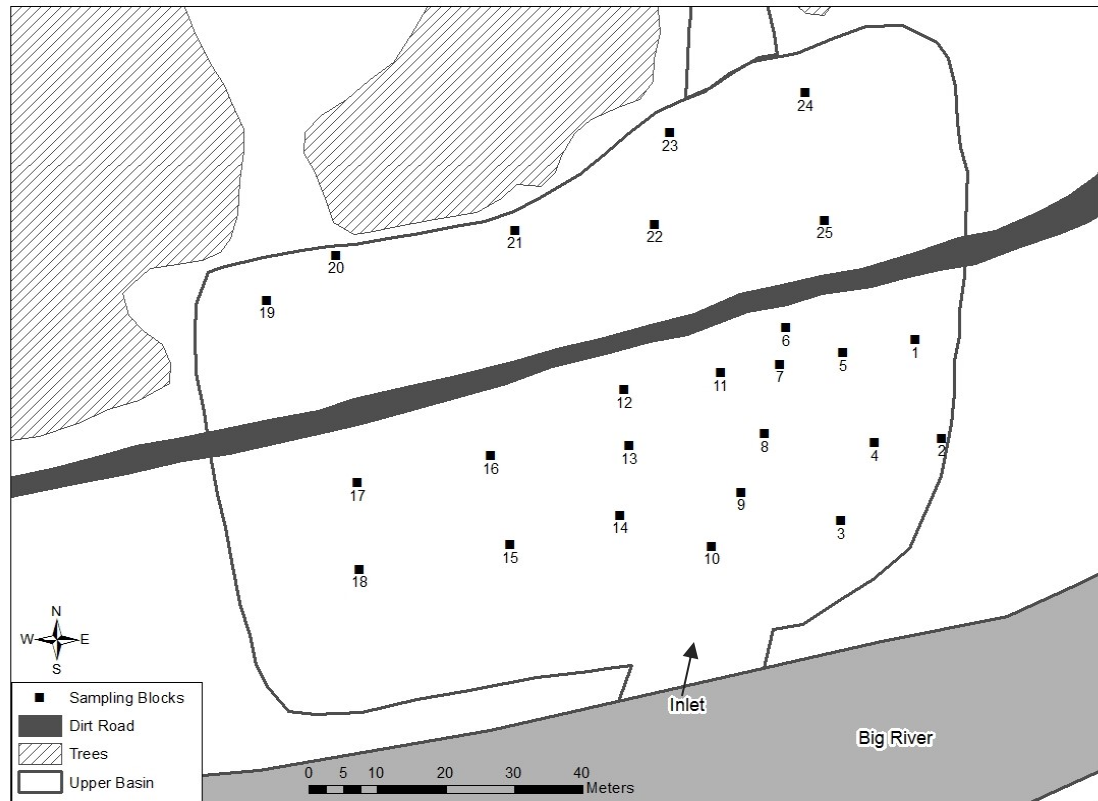 24
23
25
22
21
20
19
6
1
5
7
11
12
2
4
8
13
16
17
9
3
14
10
15
18
N
W E
S
Inlet
Big River
Sampling Blocks
Dirt Road
Trees
Upper Basin
0 5 10 20 30 40
Meters